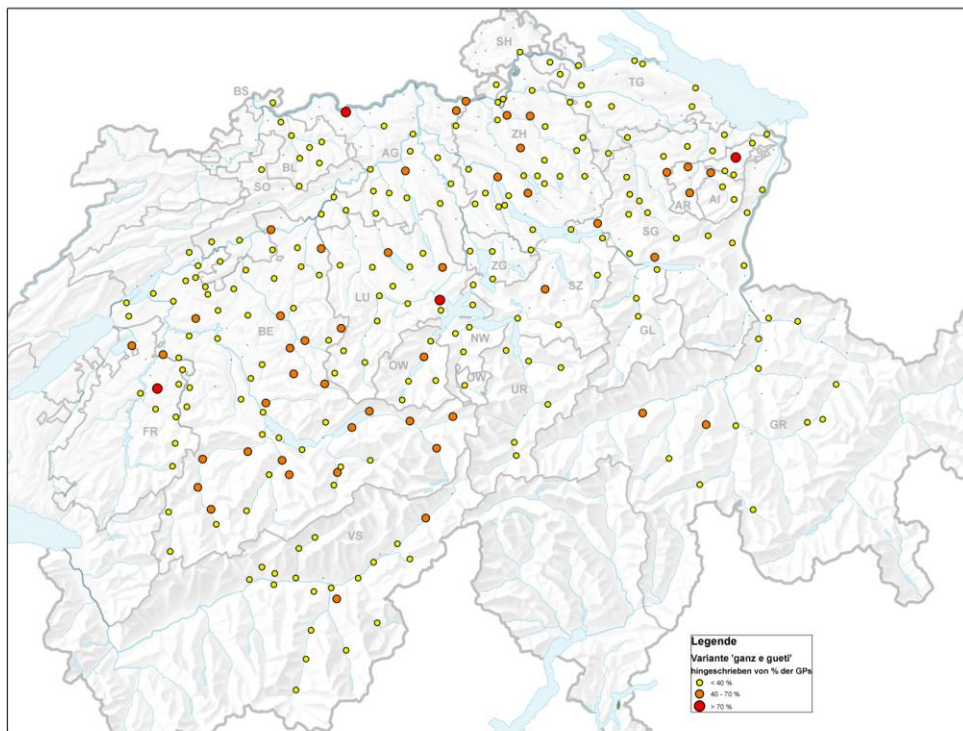 SH
TG
BS
BL
AG
ZH
SO
AR
AI
SG
ZG
LU
SZ
BE
NW
GL
OW
OW
UR
FR
GR
VS
Legende
Variante 'ganz e gueti'
hingeschrieben von % der GPs
< 40 %
40 - 70 %
> 70 %